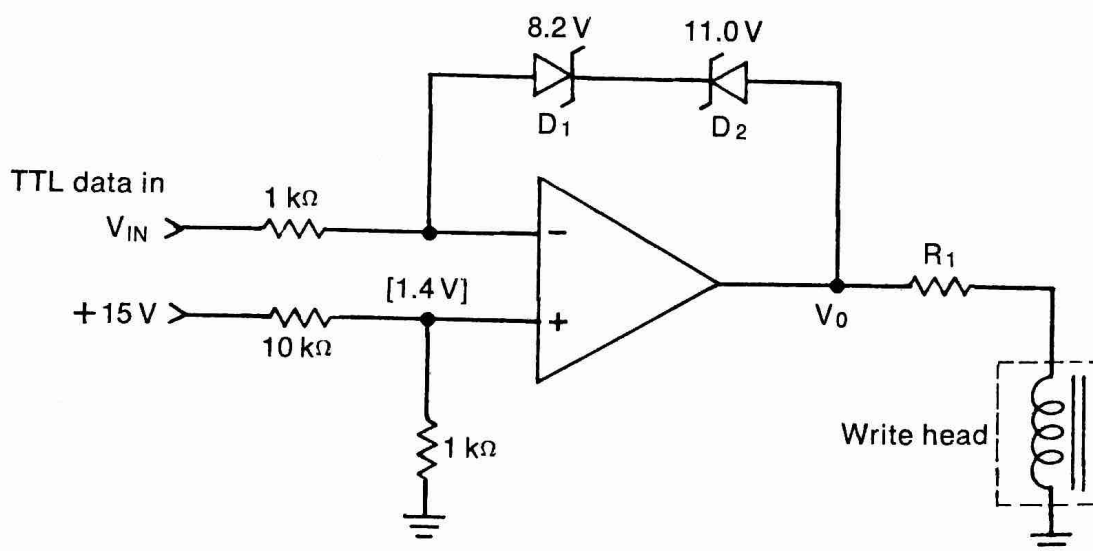 8.2 V
11.0 V
D1
D2
TTL data in
1 kΩ
VIN
−
R1
[1.4 V]
+15 V
+
V0
10 kΩ
Write head
1 kΩ